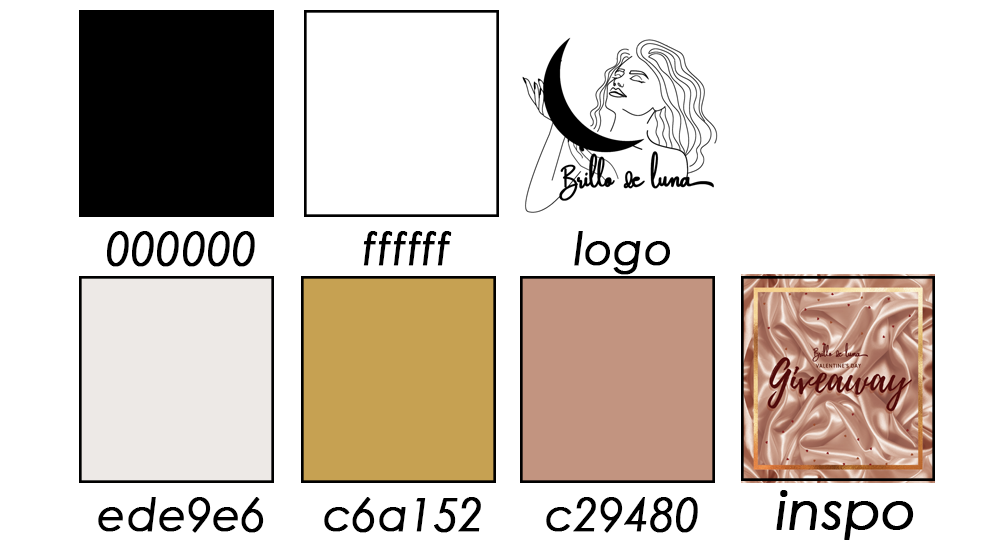 Brillo de luna
000000
ffffff
logo
Brillo de luna
VALENTINE'S DAY
Giveaway
ede9e6
c6a152
c29480
inspo